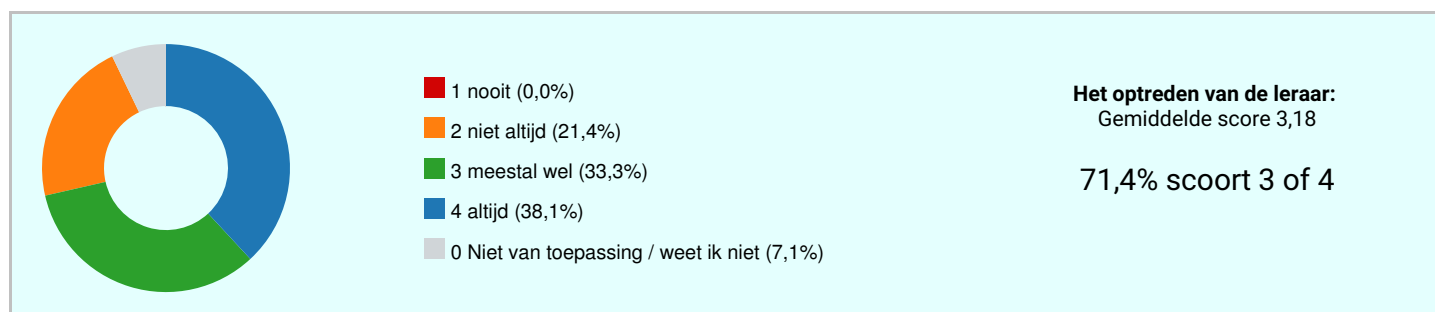 1 nooit (0,0%)
2 niet altijd (21,4%)
3 meestal wel (33,3%)
4 altijd (38,1%)
0 Niet van toepassing / weet ik niet (7,1%)
Het optreden van de leraar:
Gemiddelde score 3,18
71,4% scoort 3 of 4